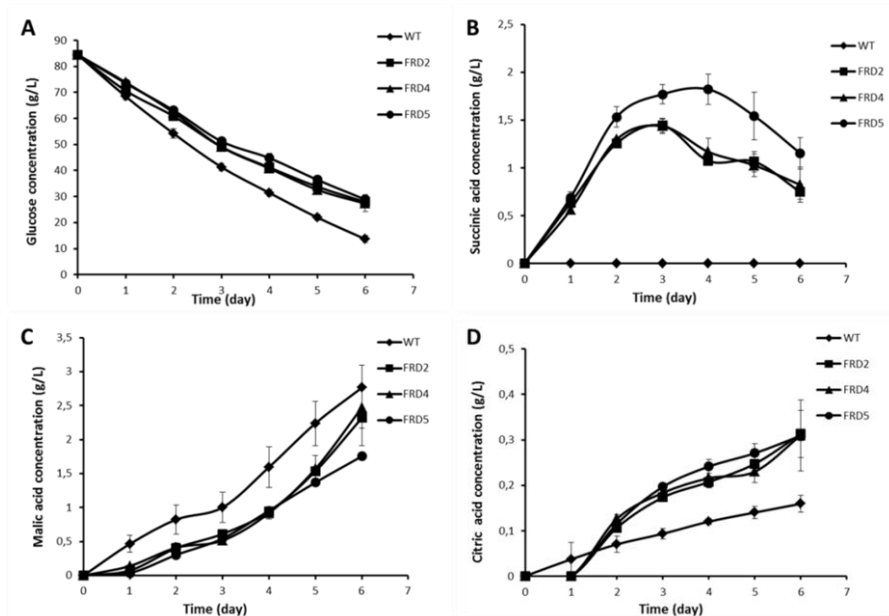 A
Glucose concentration (g/L)
90
80
70
60
50
40
30
20
10
0
0 1 2 3 4 5 6 7
Time (day)
WT
FRD2
FRD4
FRD5
B
Succinic acid concentration (g/L)
2,5
2
1,5
1
0,5
0
0 1 2 3 4 5 6 7
Time (day)
WT
FRD2
FRD4
FRD5
C
Malic acid concentration (g/L)
3,5
3
2,5
2
1,5
1
0,5
0
0 1 2 3 4 5 6 7
Time (day)
WT
FRD2
FRD4
FRD5
D
Citric acid concentration (g/L)
0,5
0,4
0,3
0,2
0,1
0
0 1 2 3 4 5 6 7
Time (day)
WT
FRD2
FRD4
FRD5